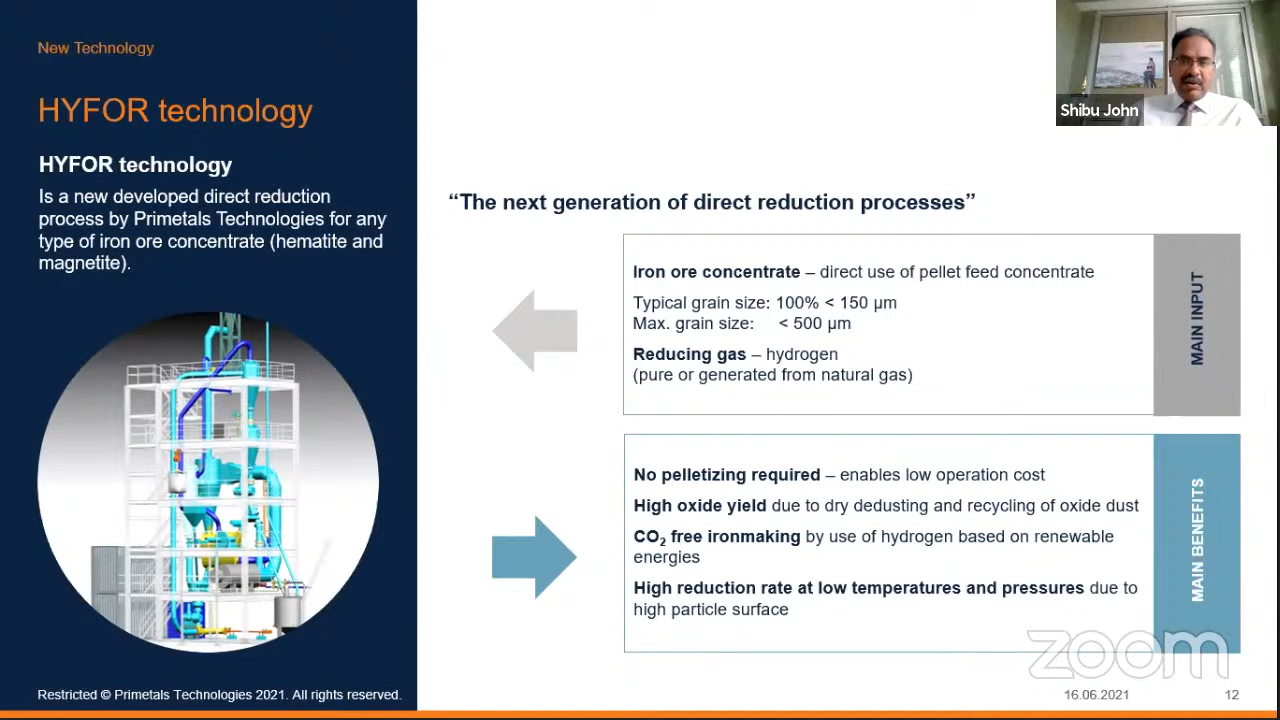 New Technology
HYFOR technology
HYFOR technology
Is a new developed direct reduction
process by Primetals Technologies for any
type of iron ore concentrate (hematite and
magnetite).
Restricted © Primetals Technologies 2021. All rights reserved.
Shibu John
“The next generation of direct reduction processes”
Iron ore concentrate – direct use of pellet feed concentrate
Typical grain size: 100% < 150 µm
Max. grain size: < 500 µm
Reducing gas – hydrogen
(pure or generated from natural gas)
MAIN INPUT
No pelletizing required – enables low operation cost
High oxide yield due to dry dedusting and recycling of oxide dust
CO₂ free ironmaking by use of hydrogen based on renewable
energies
High reduction rate at low temperatures and pressures due to
high particle surface
MAIN BENEFITS
zoom
16.06.2021
12